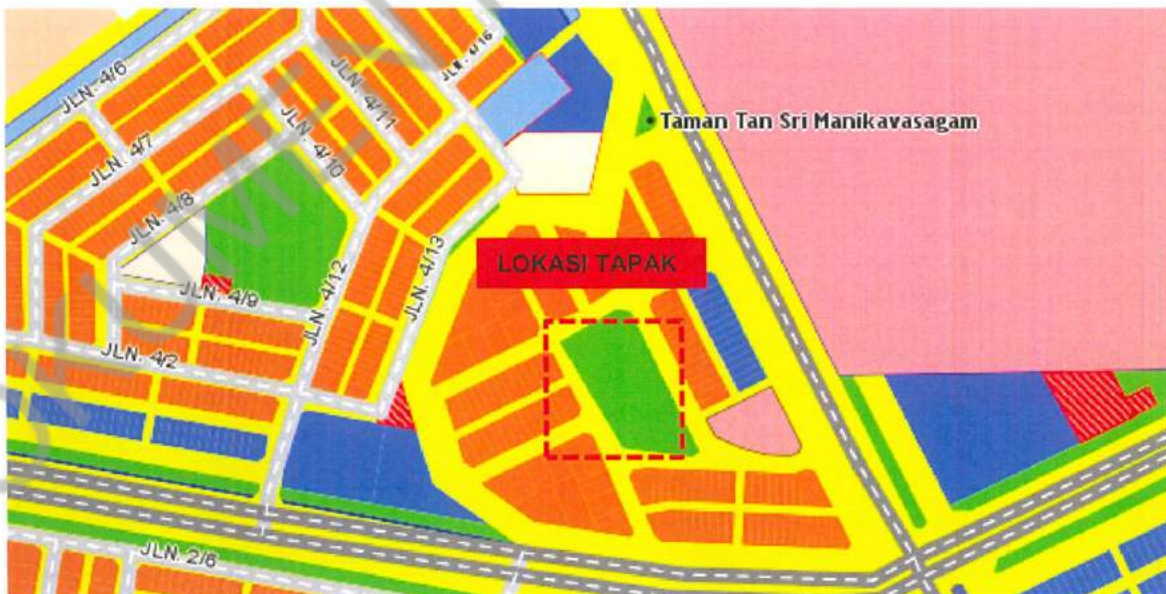 JLN. 4/6
JLN. 4/16
JLN. 4/11
JLN. 4/7
JLN. 4/10
Taman Tan Sri Manikavasagam
JLN. 4/8
JLN. 4/13
LOKASI TAPAK
JLN. 4/9
JLN. 4/12
JLN. 4/2
JLN. 2/6